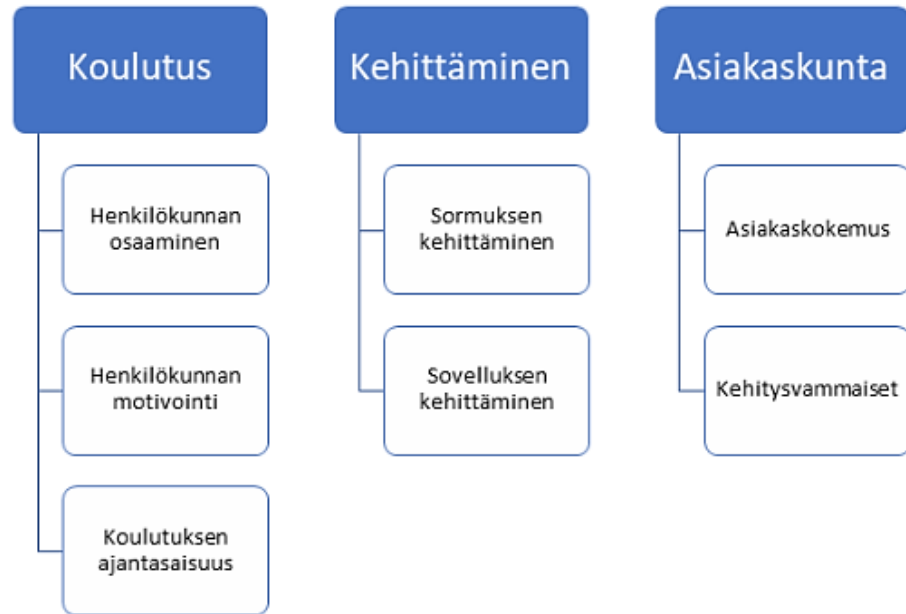 Koulutus
Henkilökunnan
osaaminen
Henkilökunnan
motivointi
Koulutuksen
ajantasaisuus
Kehittäminen
Sormuksen
kehittäminen
Sovelluksen
kehittäminen
Asiakaskunta
Asiakaskokemus
Kehitysvammaiset